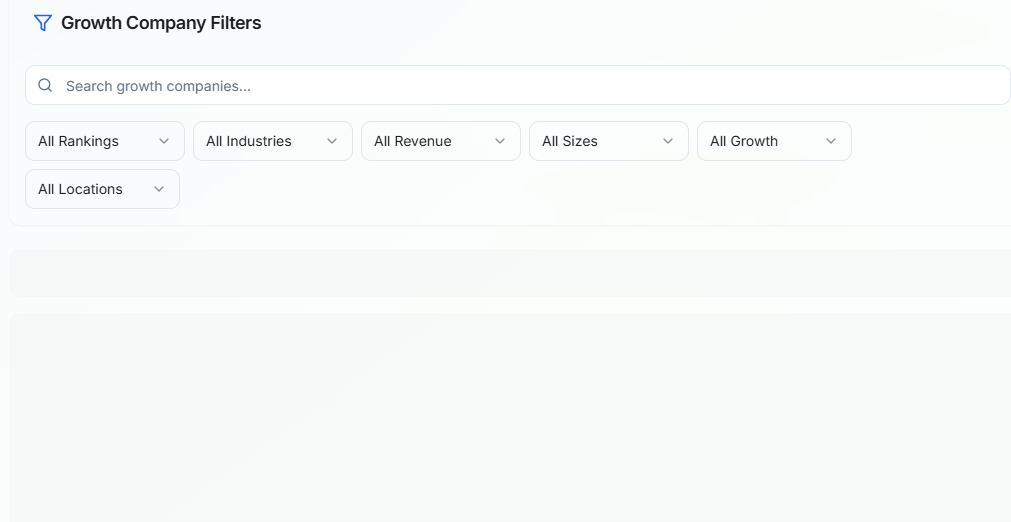 Growth Company Filters
Search growth companies...
All Rankings
All Industries
All Revenue
All Sizes
All Growth
All Locations